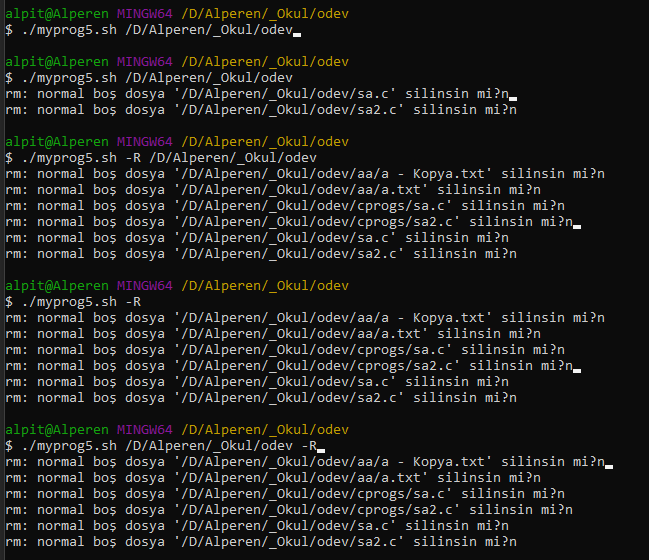 alpit@Alperen MINGW64 /D/Alperen/_Okul/odev
$ ./myprog5.sh /D/Alperen/_Okul/odev
alpit@Alperen MINGW64 /D/Alperen/_Okul/odev
$ ./myprog5.sh /D/Alperen/_Okul/odev
rm: normal boş dosya '/D/Alperen/_Okul/odev/sa.c' silinsin mi?n
rm: normal boş dosya '/D/Alperen/_Okul/odev/sa2.c' silinsin mi?n
alpit@Alperen MINGW64 /D/Alperen/_Okul/odev
$ ./myprog5.sh -R /D/Alperen/_Okul/odev
rm: normal boş dosya '/D/Alperen/_Okul/odev/aa/a - Kopya.txt' silinsin mi?n
rm: normal boş dosya '/D/Alperen/_Okul/odev/aa/a.txt' silinsin mi?n
rm: normal boş dosya '/D/Alperen/_Okul/odev/cprogs/sa.c' silinsin mi?n
rm: normal boş dosya '/D/Alperen/_Okul/odev/cprogs/sa2.c' silinsin mi?n
rm: normal boş dosya '/D/Alperen/_Okul/odev/sa.c' silinsin mi?n
rm: normal boş dosya '/D/Alperen/_Okul/odev/sa2.c' silinsin mi?n
alpit@Alperen MINGW64 /D/Alperen/_Okul/odev
$ ./myprog5.sh -R
rm: normal boş dosya '/D/Alperen/_Okul/odev/aa/a - Kopya.txt' silinsin mi?n
rm: normal boş dosya '/D/Alperen/_Okul/odev/aa/a.txt' silinsin mi?n
rm: normal boş dosya '/D/Alperen/_Okul/odev/cprogs/sa.c' silinsin mi?n
rm: normal boş dosya '/D/Alperen/_Okul/odev/cprogs/sa2.c' silinsin mi?n
rm: normal boş dosya '/D/Alperen/_Okul/odev/sa.c' silinsin mi?n
rm: normal boş dosya '/D/Alperen/_Okul/odev/sa2.c' silinsin mi?n
alpit@Alperen MINGW64 /D/Alperen/_Okul/odev
$ ./myprog5.sh /D/Alperen/_Okul/odev -R
rm: normal boş dosya '/D/Alperen/_Okul/odev/aa/a - Kopya.txt' silinsin mi?n
rm: normal boş dosya '/D/Alperen/_Okul/odev/aa/a.txt' silinsin mi?n
rm: normal boş dosya '/D/Alperen/_Okul/odev/cprogs/sa.c' silinsin mi?n
rm: normal boş dosya '/D/Alperen/_Okul/odev/cprogs/sa2.c' silinsin mi?n
rm: normal boş dosya '/D/Alperen/_Okul/odev/sa.c' silinsin mi?n
rm: normal boş dosya '/D/Alperen/_Okul/odev/sa2.c' silinsin mi?n